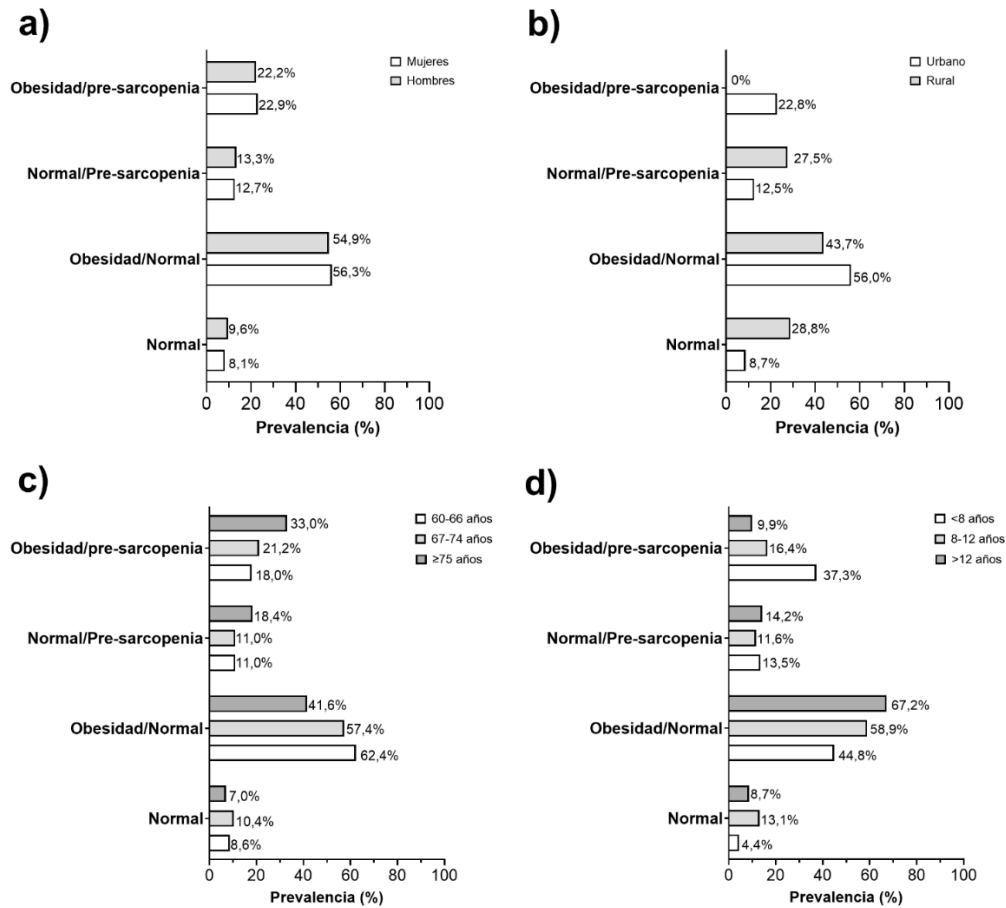 a)
Mujeres
Hombres
Obesidad/pre-sarcopenia
22,2%
22,9%
Normal/Pre-sarcopenia
13,3%
12,7%
Obesidad/Normal
54,9%
56,3%
Normal
9,6%
8,1%
0 20 40 60 80 100
Prevalencia (%)
b)
Urbano
Rural
Obesidad/pre-sarcopenia
0%
22,8%
Normal/Pre-sarcopenia
27,5%
12,5%
Obesidad/Normal
43,7%
56,0%
Normal
28,8%
8,7%
0 20 40 60 80 100
Prevalencia (%)
c)
60-66 años
67-74 años
≥75 años
Obesidad/pre-sarcopenia
33,0%
21,2%
18,0%
Normal/Pre-sarcopenia
18,4%
11,0%
11,0%
Obesidad/Normal
41,6%
57,4%
62,4%
Normal
7,0%
10,4%
8,6%
0 20 40 60 80 100
Prevalencia (%)
d)
<8 años
8-12 años
>12 años
Obesidad/pre-sarcopenia
9,9%
16,4%
37,3%
Normal/Pre-sarcopenia
14,2%
11,6%
13,5%
Obesidad/Normal
67,2%
58,9%
44,8%
Normal
8,7%
13,1%
4,4%
0 20 40 60 80 100
Prevalencia (%)